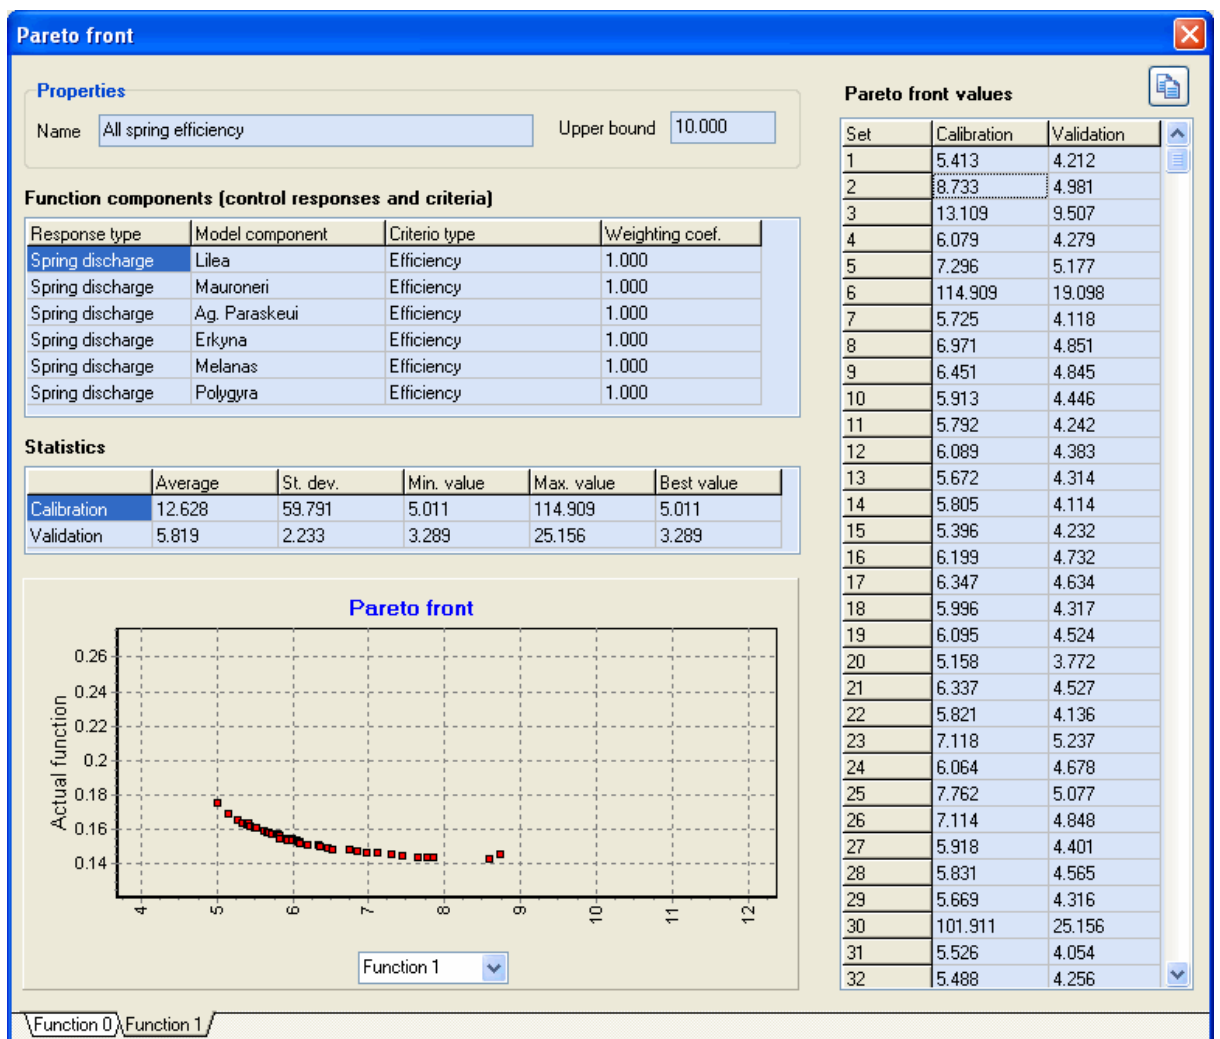 Pareto front
Properties
Name All spring efficiency Upper bound 10.000
Function components (control responses and criteria)
Response type Model component Criterio type Weighting coef.
Spring discharge Lilea Efficiency 1.000
Spring discharge Mauroneri Efficiency 1.000
Spring discharge Ag. Paraskeui Efficiency 1.000
Spring discharge Erkyna Efficiency 1.000
Spring discharge Melanas Efficiency 1.000
Spring discharge Polygyra Efficiency 1.000
Statistics
Average St. dev. Min. value Max. value Best value
Calibration 12.628 59.791 5.011 114.909 5.011
Validation 5.819 2.233 3.289 25.156 3.289
Pareto front
Actual function
0.26
0.24
0.22
0.2
0.18
0.16
0.14
4 5 6 7 8 9 10 11 12
Function 1
Pareto front values
Set Calibration Validation
1 5.413 4.212
2 8.733 4.981
3 13.109 9.507
4 6.079 4.279
5 7.296 5.177
6 114.909 19.098
7 5.725 4.118
8 6.971 4.851
9 6.451 4.845
10 5.913 4.446
11 5.792 4.242
12 6.089 4.383
13 5.672 4.314
14 5.805 4.114
15 5.396 4.232
16 6.199 4.732
17 6.347 4.634
18 5.996 4.317
19 6.095 4.524
20 5.158 3.772
21 6.337 4.527
22 5.821 4.136
23 7.118 5.237
24 6.064 4.678
25 7.762 5.077
26 7.114 4.848
27 5.918 4.401
28 5.831 4.565
29 5.669 4.316
30 101.911 25.156
31 5.526 4.054
32 5.488 4.256
Function 0 Function 1